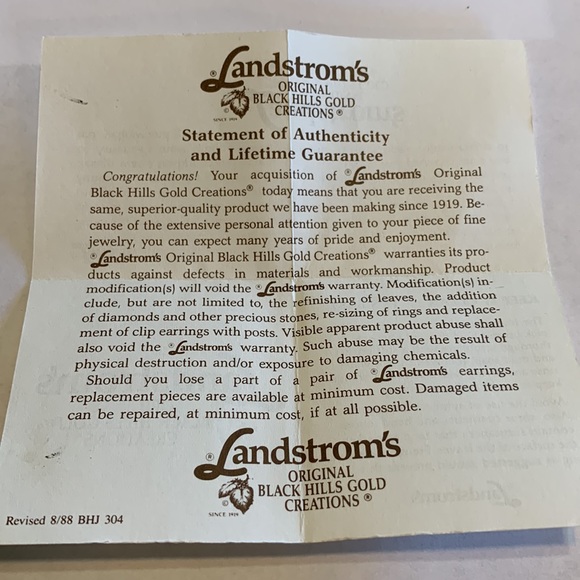 ® Landstrom's
ORIGINAL
BLACK HILLS GOLD
© CREATIONS ®
SINCE 1919
Statement of Authenticity
and Lifetime Guarantee
Congratulations! Your acquisition of ®Landstrom's Original
Black Hills Gold Creations® today means that you are receiving the
same, superior-quality product we have been making since 1919. Be-
cause of the extensive personal attention given to your piece of fine
jewelry, you can expect many years of pride and enjoyment.
®Landstrom's Original Black Hills Gold Creations® warranties its pro-
ducts against defects in materials and workmanship. Product
modification(s) will void the ®Landstrom's warranty. Modification(s) in-
clude, but are not limited to, the refinishing of leaves, the addition
of diamonds and other precious stones, re-sizing of rings and replace-
ment of clip earrings with posts. Visible apparent product abuse shall
also void the ®Landstrom's warranty. Such abuse may be the result of
physical destruction and/or exposure to damaging chemicals.
Should you lose a part of a pair of ®Landstrom's earrings,
replacement pieces are available at minimum cost. Damaged items
can be repaired, at minimum cost, if at all possible.
® Landstrom's
ORIGINAL
BLACK HILLS GOLD
© CREATIONS ®
SINCE 1919
Revised 8/88 BHJ 304